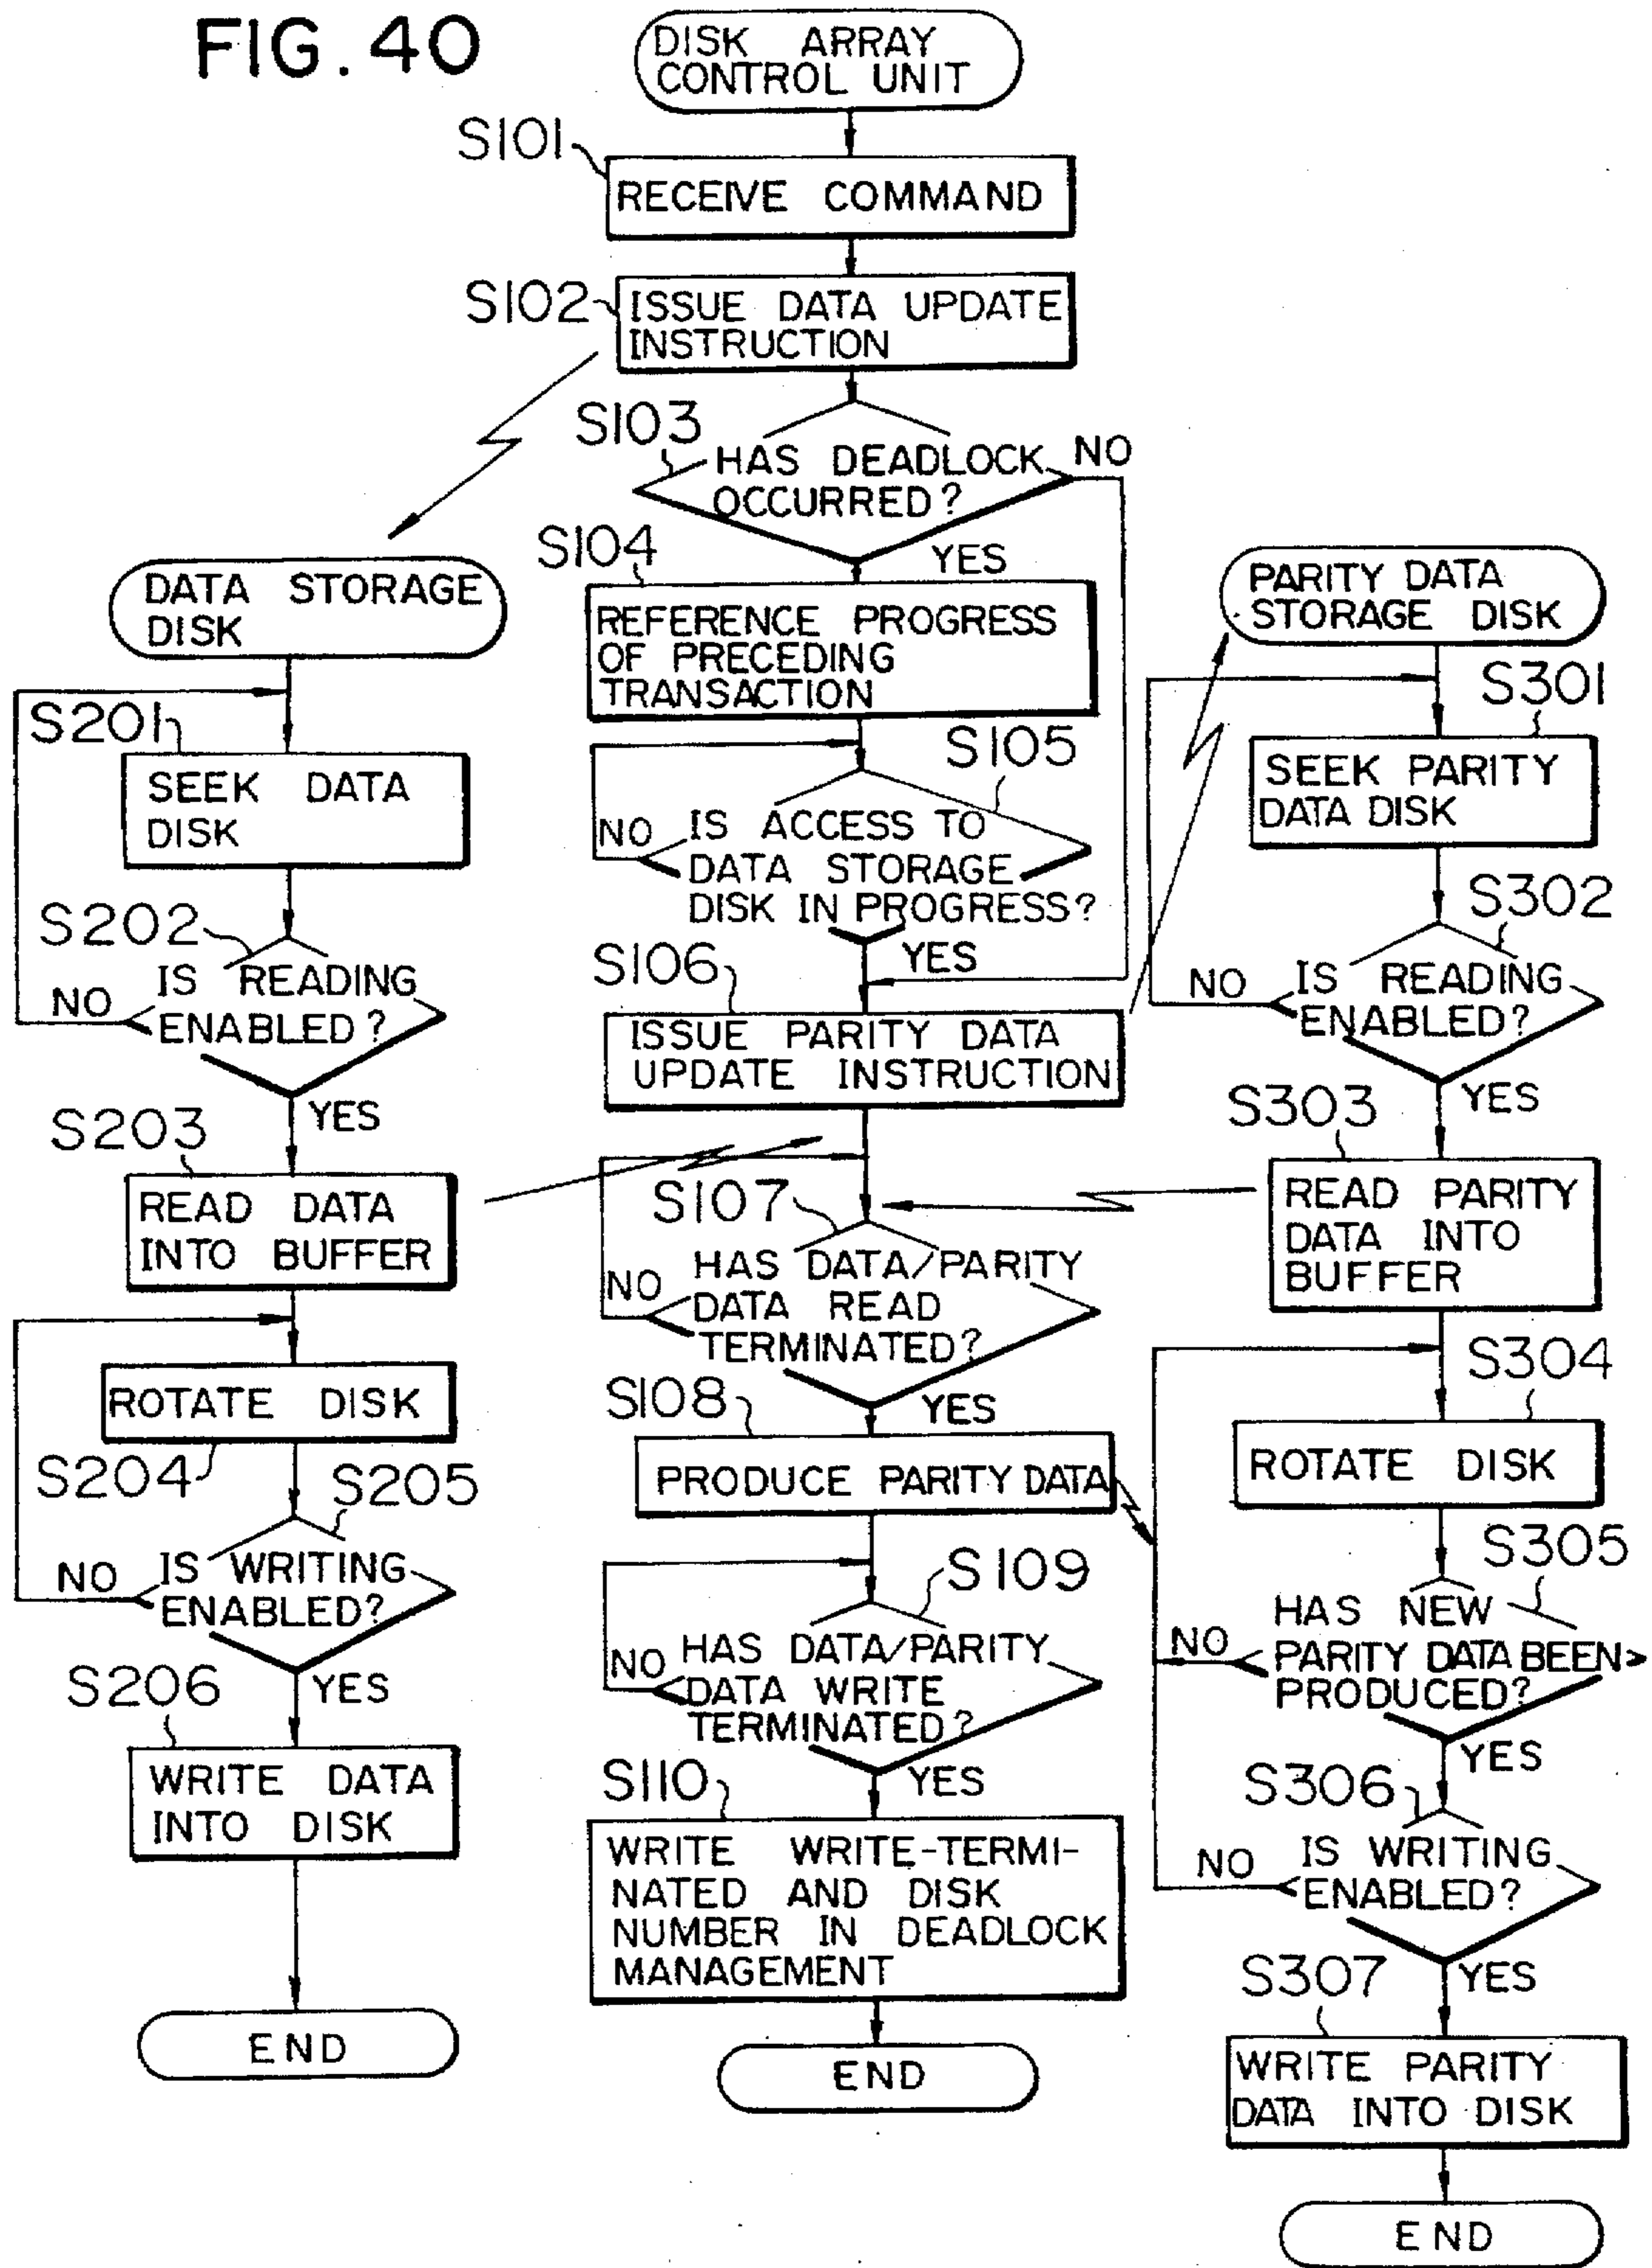 FIG. 40
DISK ARRAY
CONTROL UNIT
S101
RECEIVE COMMAND
S102
ISSUE DATA UPDATE
INSTRUCTION
S103
HAS DEADLOCK
OCCURRED?
NO
YES
S104
REFERENCE PROGRESS
OF PRECEDING
TRANSACTION
S105
IS ACCESS TO
DATA STORAGE
DISK IN PROGRESS?
NO
YES
S106
ISSUE PARITY DATA
UPDATE INSTRUCTION
S107
HAS DATA/PARITY
DATA READ
TERMINATED?
NO
YES
S108
PRODUCE PARITY DATA
S109
HAS DATA/PARITY
DATA WRITE
TERMINATED?
NO
YES
S110
WRITE WRITE-TERMI-
NATED AND DISK
NUMBER IN DEADLOCK
MANAGEMENT
END
DATA STORAGE
DISK
S201
SEEK DATA
DISK
S202
IS READING
ENABLED?
NO
YES
S203
READ DATA
INTO BUFFER
ROTATE DISK
S204
S205
IS WRITING
ENABLED?
NO
YES
S206
WRITE DATA
INTO DISK
END
PARITY DATA
STORAGE DISK
S301
SEEK PARITY
DATA DISK
S302
IS READING
ENABLED?
NO
YES
S303
READ PARITY
DATA INTO
BUFFER
S304
ROTATE DISK
S305
HAS NEW
PARITY DATA BEEN
PRODUCED?
NO
YES
S306
IS WRITING
ENABLED?
NO
YES
S307
WRITE PARITY
DATA INTO DISK
END